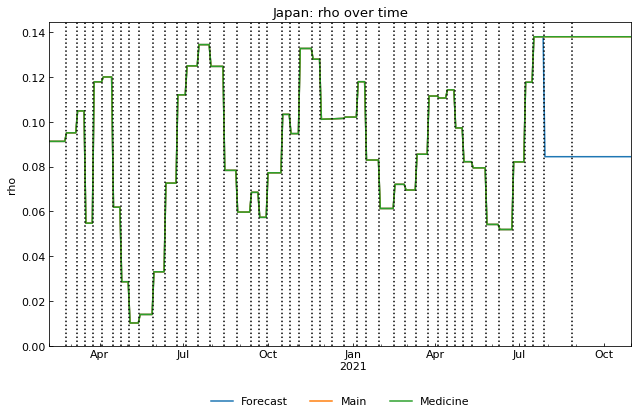 Japan: rho over time
0.14
0.12
0.10
0.08
0.06
0.04
0.02
0.00
rho
Apr Jul Oct Jan Apr Jul Oct
2021
Forecast Main Medicine